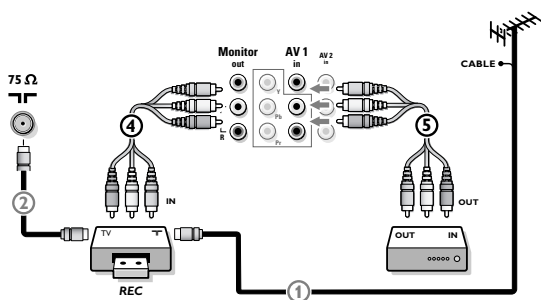 Monitor
out
AV 1
in
AV 2
in
75 Ω
CABLE
Y
Pb
Pr
L
R
4
5
2
IN
OUT
TV
OUT IN
REC
1